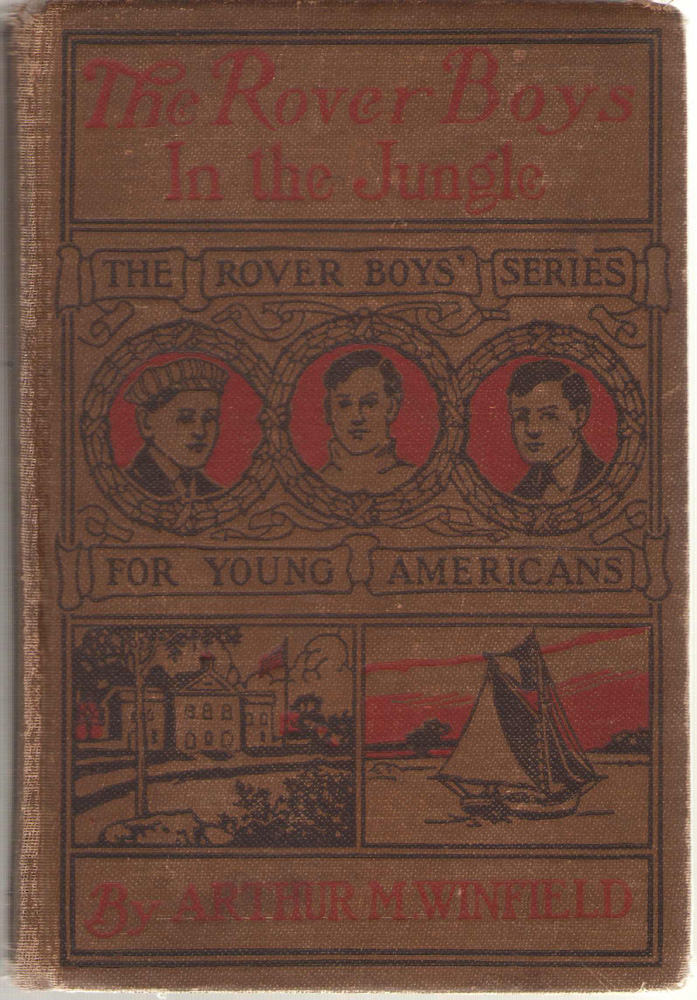 The Rover Boys
In the Jungle
THE ROVER BOYS' SERIES
FOR YOUNG AMERICANS
By ARTHUR M. WINFIELD